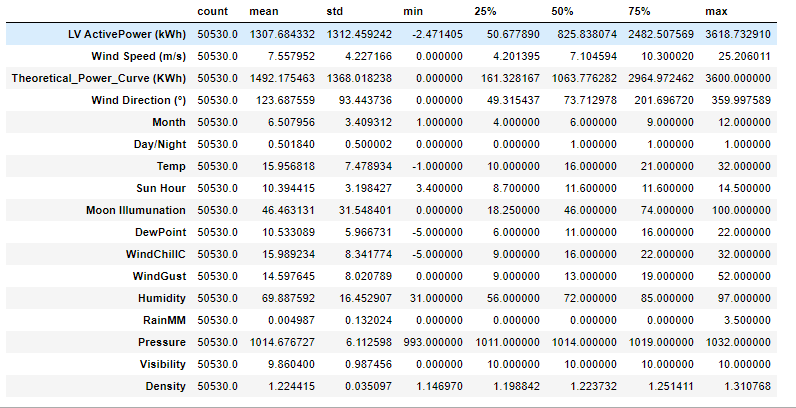 count mean std min 25% 50% 75% max
LV ActivePower (kWh) 50530.0 1307.684332 1312.459242 -2.471405 50.677890 825.838074 2482.507569 3618.732910
Wind Speed (m/s) 50530.0 7.557952 4.227166 0.000000 4.201395 7.104594 10.300020 25.206011
Theoretical_Power_Curve (KWh) 50530.0 1492.175463 1368.018238 0.000000 161.328167 1063.776282 2964.972462 3600.000000
Wind Direction (°) 50530.0 123.687559 93.443736 0.000000 49.315437 73.712978 201.696720 359.997589
Month 50530.0 6.507956 3.409312 1.000000 4.000000 6.000000 9.000000 12.000000
Day/Night 50530.0 0.501840 0.500002 0.000000 0.000000 1.000000 1.000000 1.000000
Temp 50530.0 15.956818 7.478934 -1.000000 10.000000 16.000000 21.000000 32.000000
Sun Hour 50530.0 10.394415 3.198427 3.400000 8.700000 11.600000 11.600000 14.500000
Moon Illumunation 50530.0 46.463131 31.548401 0.000000 18.250000 46.000000 74.000000 100.000000
DewPoint 50530.0 10.533089 5.966731 -5.000000 6.000000 11.000000 16.000000 22.000000
WindChillC 50530.0 15.989234 8.341774 -5.000000 9.000000 16.000000 22.000000 32.000000
WindGust 50530.0 14.597645 8.020789 0.000000 9.000000 13.000000 19.000000 52.000000
Humidity 50530.0 69.887592 16.452907 31.000000 56.000000 72.000000 85.000000 97.000000
RainMM 50530.0 0.004987 0.132024 0.000000 0.000000 0.000000 0.000000 3.500000
Pressure 50530.0 1014.676727 6.112598 993.000000 1011.000000 1014.000000 1019.000000 1032.000000
Visibility 50530.0 9.860400 0.987456 0.000000 10.000000 10.000000 10.000000 10.000000
Density 50530.0 1.224415 0.035097 1.146970 1.198842 1.223732 1.251411 1.310768